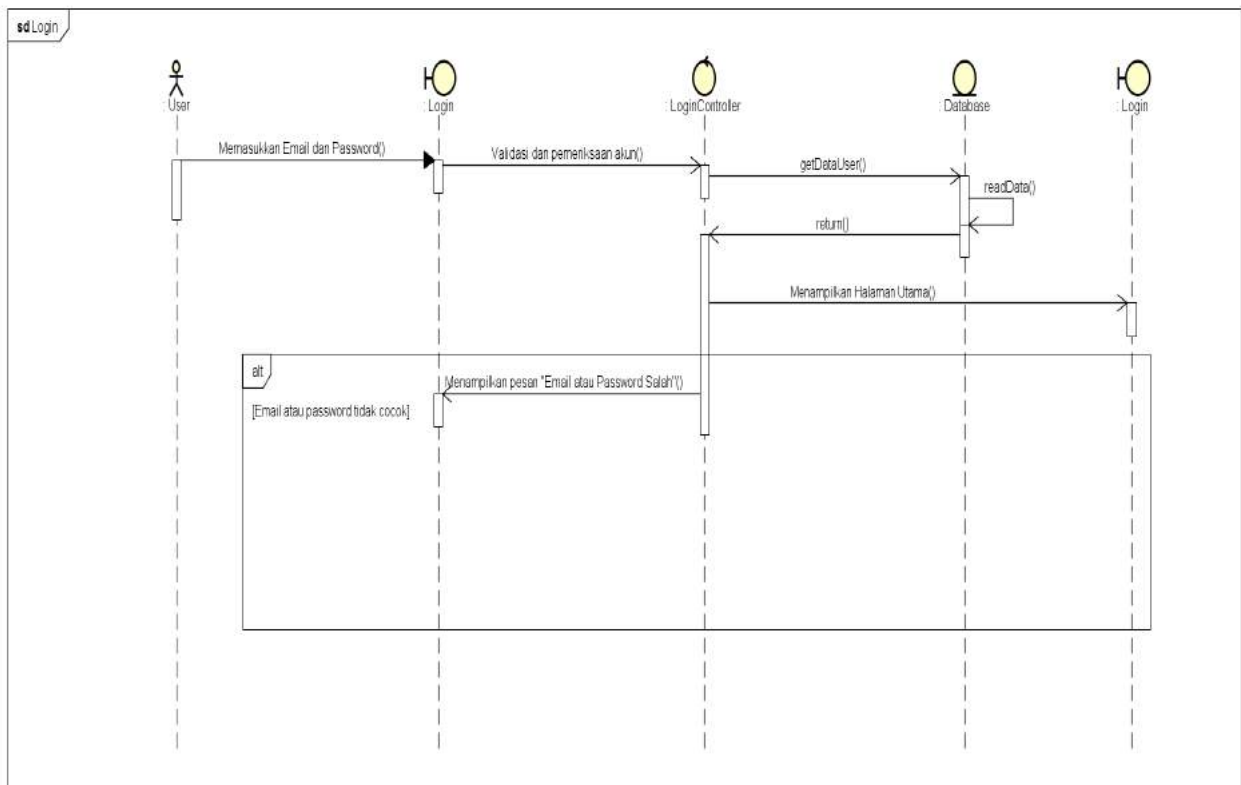 sd Login
: User
: Login
: LoginController
: Database
: Login
Memasukkan Email dan Password()
Validasi dan pemeriksaan akun()
getDataUser()
readData()
return()
Menampilkan Halaman Utama()
alt
Menampilkan pesan "Email atau Password Salah"()
[Email atau password tidak cocok]